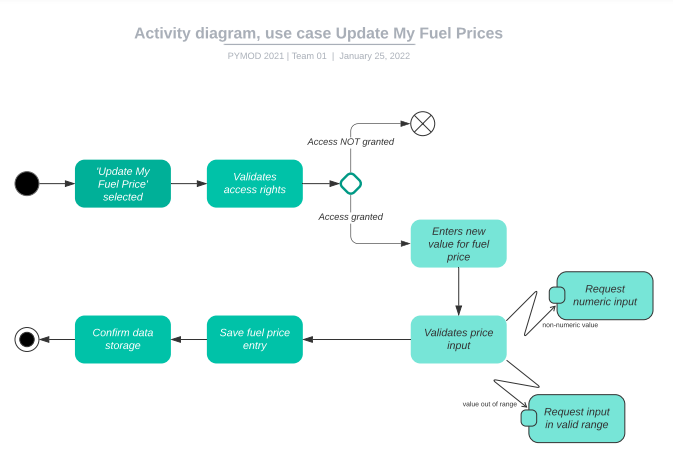 Activity diagram, use case Update My Fuel Prices
PYMOD 2021 | Team 01 | January 25, 2022
Access NOT granted
'Update My
Fuel Price'
selected
Validates
access rights
Access granted
Enters new
value for fuel
price
Request
numeric input
non-numeric value
Confirm data
storage
Save fuel price
entry
Validates price
input
value out of range
Request input
in valid range